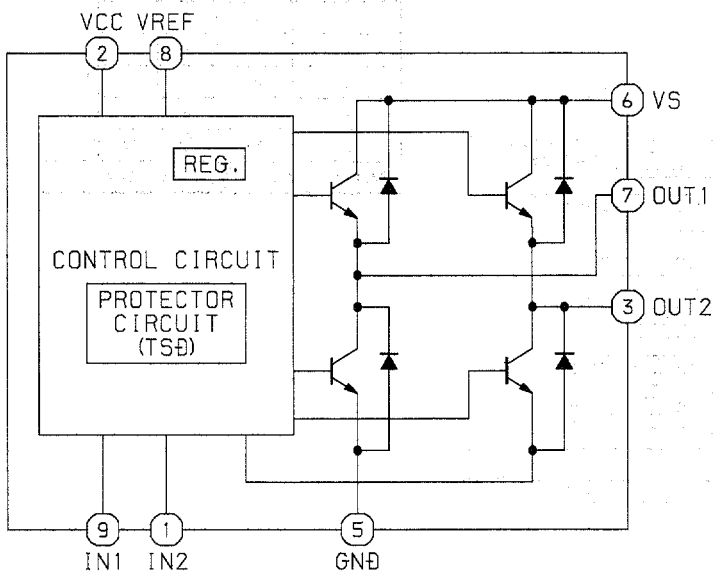 VCC VREF
2 8
6 VS
REG.
7 OUT1
CONTROL CIRCUIT
PROTECTOR
CIRCUIT
(TSD)
3 OUT2
9 1 5
IN1 IN2 GND